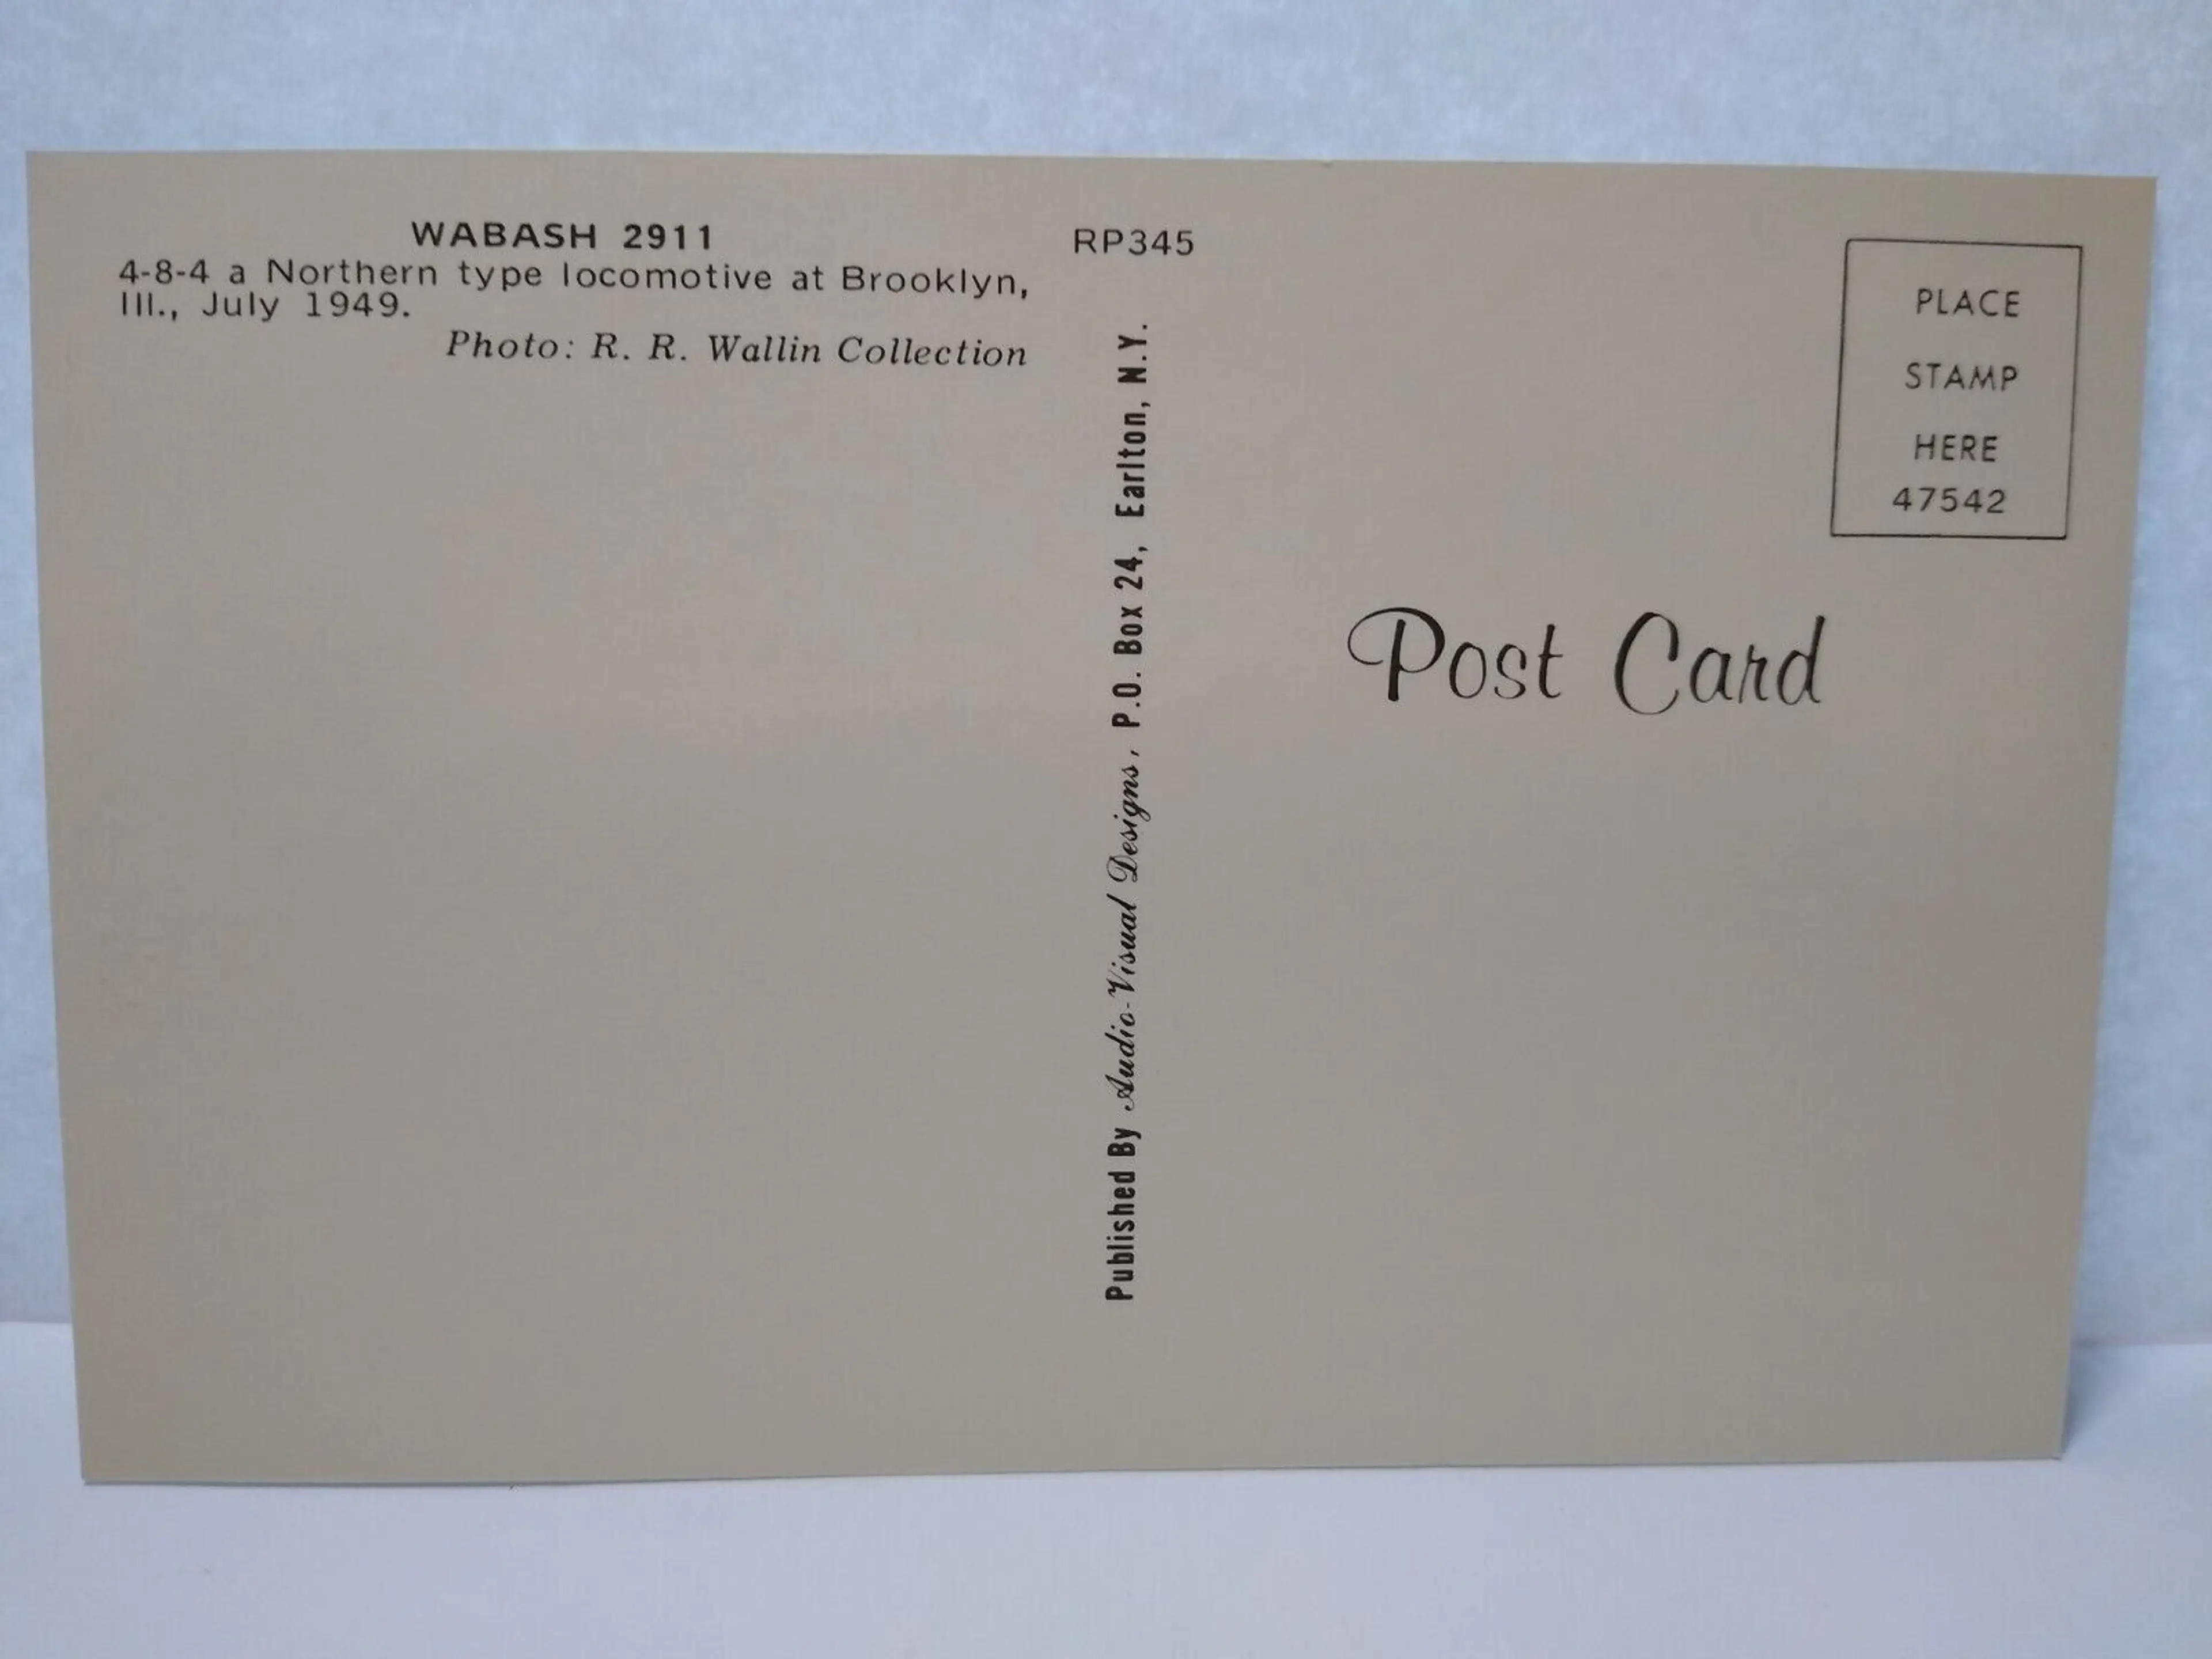 WABASH 2911
4-8-4 a Northern type locomotive at Brooklyn,
Ill., July 1949.
Photo: R. R. Wallin Collection
RP345
Published By Audio-Visual Designs, P.O. Box 24, Earlton, N.Y.
PLACE
STAMP
HERE
47542
Post Card